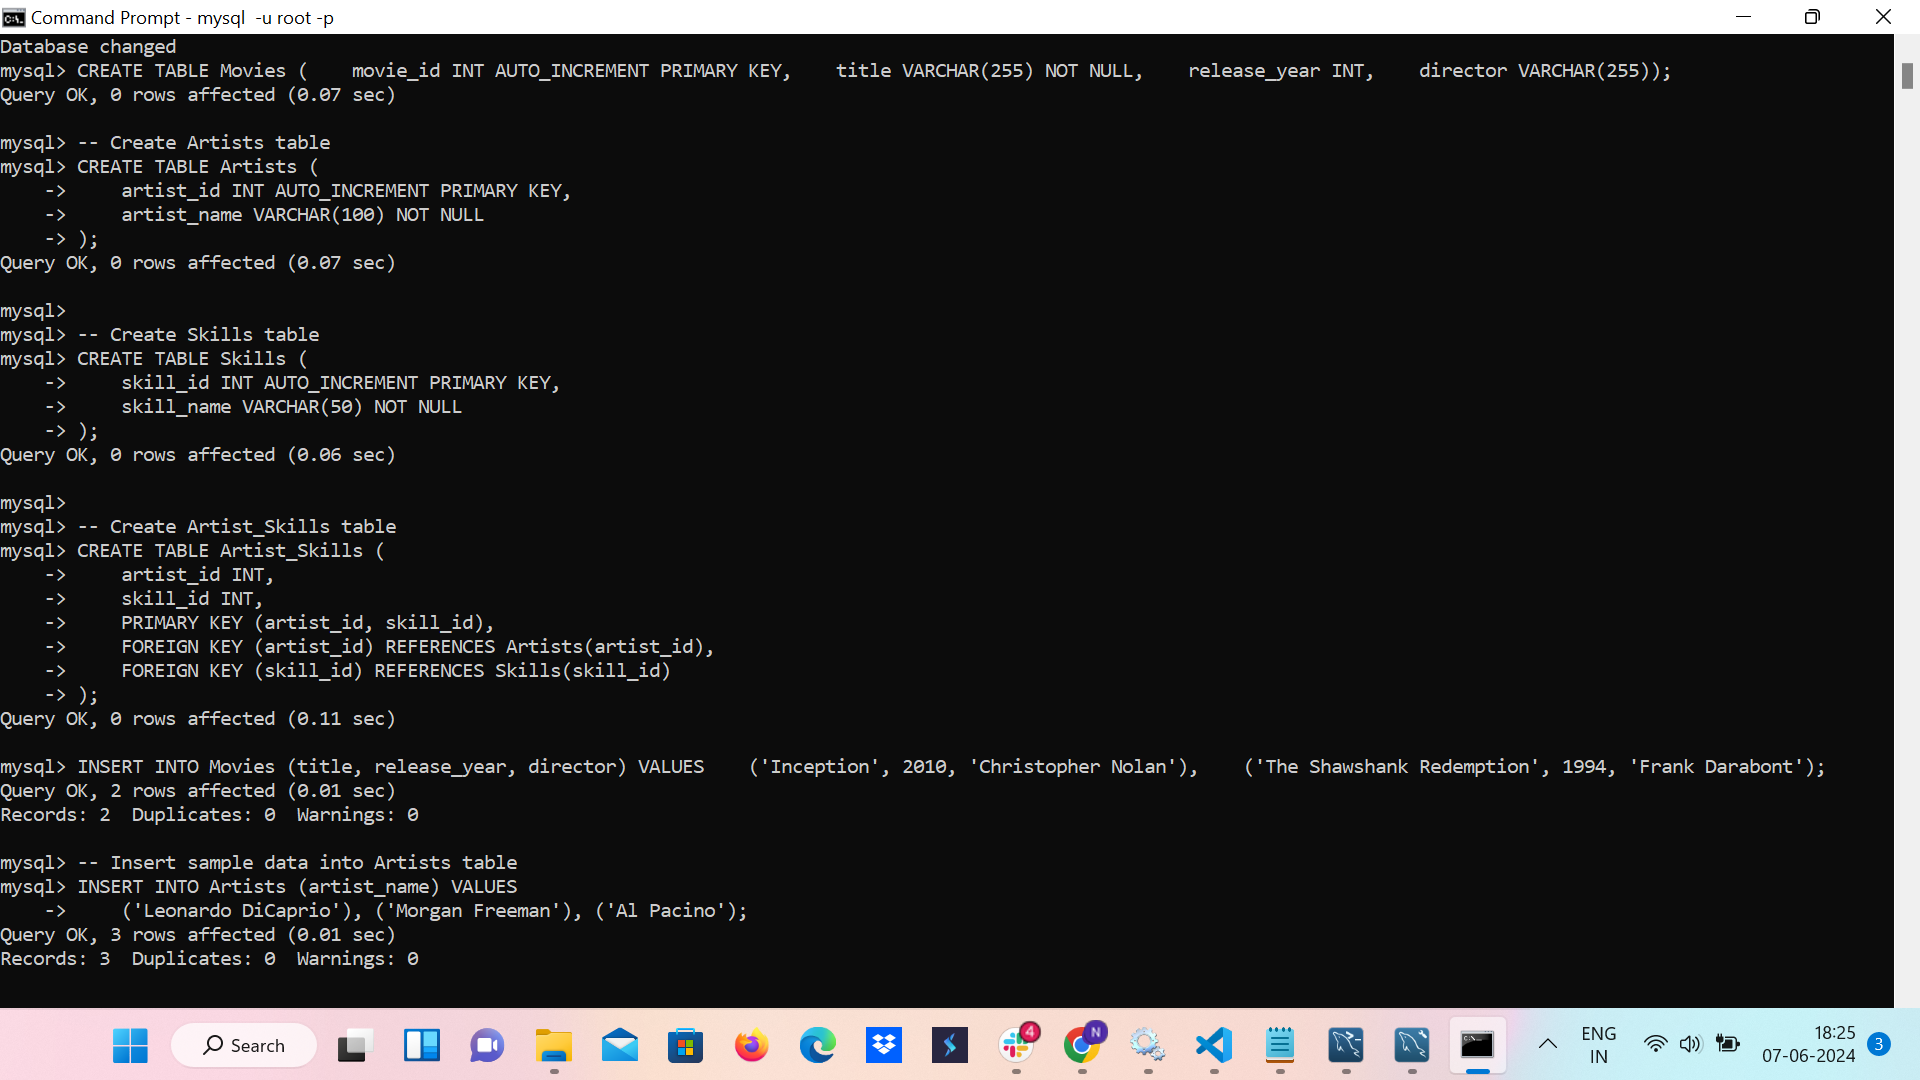 Command Prompt - mysql  -u root -p
Database changed
mysql> CREATE TABLE Movies (    movie_id INT AUTO_INCREMENT PRIMARY KEY,    title VARCHAR(255) NOT NULL,    release_year INT,    director VARCHAR(255));
Query OK, 0 rows affected (0.07 sec)
mysql> -- Create Artists table
mysql> CREATE TABLE Artists (
    ->     artist_id INT AUTO_INCREMENT PRIMARY KEY,
    ->     artist_name VARCHAR(100) NOT NULL
    -> );
Query OK, 0 rows affected (0.07 sec)
mysql>
mysql> -- Create Skills table
mysql> CREATE TABLE Skills (
    ->     skill_id INT AUTO_INCREMENT PRIMARY KEY,
    ->     skill_name VARCHAR(50) NOT NULL
    -> );
Query OK, 0 rows affected (0.06 sec)
mysql>
mysql> -- Create Artist_Skills table
mysql> CREATE TABLE Artist_Skills (
    ->     artist_id INT,
    ->     skill_id INT,
    ->     PRIMARY KEY (artist_id, skill_id),
    ->     FOREIGN KEY (artist_id) REFERENCES Artists(artist_id),
    ->     FOREIGN KEY (skill_id) REFERENCES Skills(skill_id)
    -> );
Query OK, 0 rows affected (0.11 sec)
mysql> INSERT INTO Movies (title, release_year, director) VALUES    ('Inception', 2010, 'Christopher Nolan'),    ('The Shawshank Redemption', 1994, 'Frank Darabont');
Query OK, 2 rows affected (0.01 sec)
Records: 2  Duplicates: 0  Warnings: 0
mysql> -- Insert sample data into Artists table
mysql> INSERT INTO Artists (artist_name) VALUES
    ->     ('Leonardo DiCaprio'), ('Morgan Freeman'), ('Al Pacino');
Query OK, 3 rows affected (0.01 sec)
Records: 3  Duplicates: 0  Warnings: 0
Search
4
N
ENG
IN
18:25
07-06-2024
3